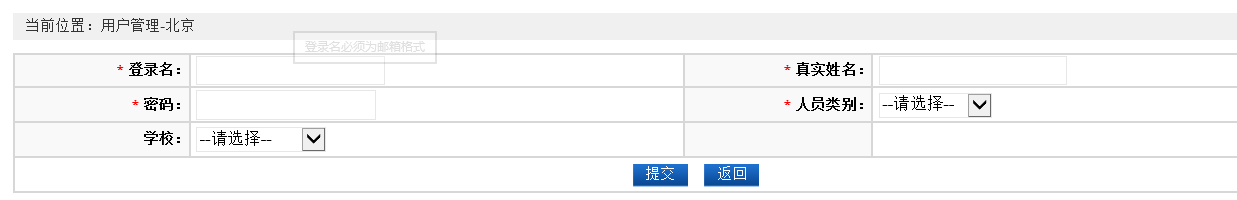 当前位置：用户管理-北京
登录名必须为邮箱格式
* 登录名：
* 真实姓名：
* 密码：
* 人员类别： --请选择--
学校： --请选择--
提交 返回